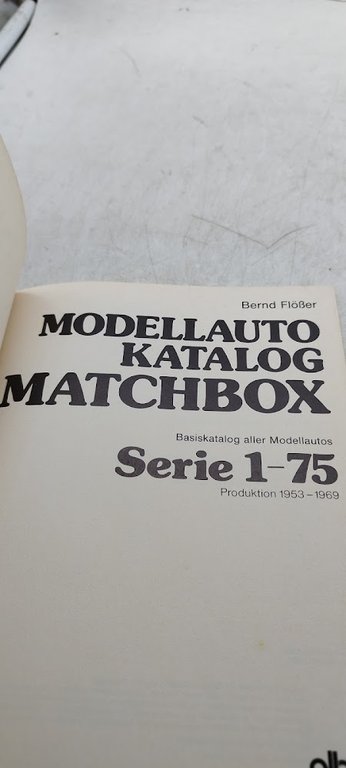 Bernd Flößer
MODELLAUTO
KATALOG
MATCHBOX
Basiskatalog aller Modellautos
Serie 1–75
Produktion 1953–1969